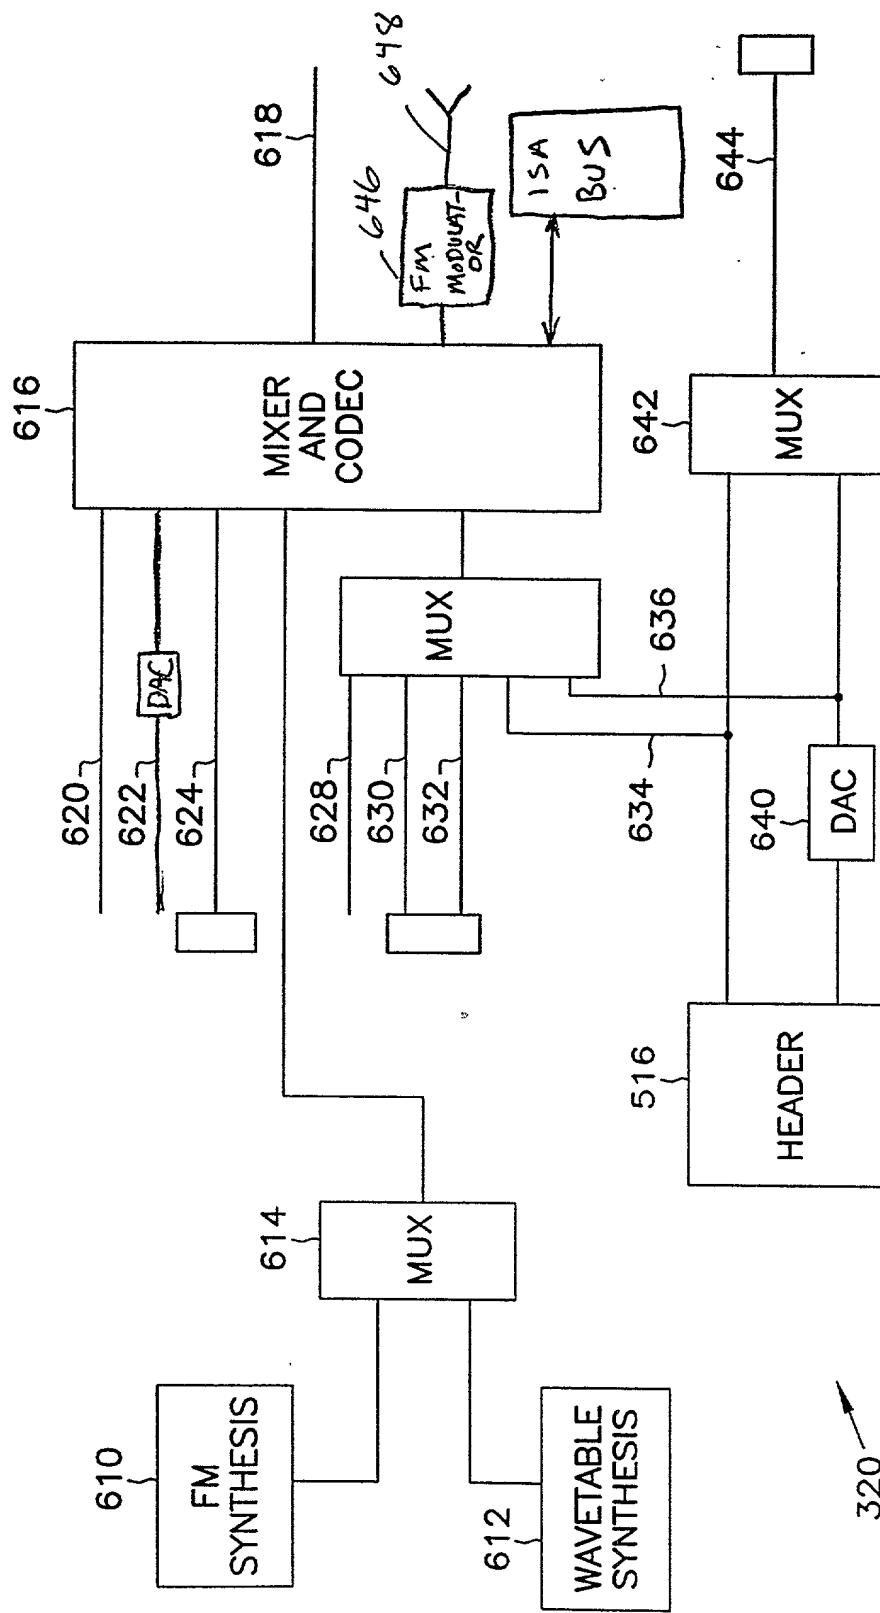 610
FM
SYNTHESIS
612
WAVETABLE
SYNTHESIS
614
MUX
620
622
DAC
624
628
630
632
MUX
616
MIXER
AND
CODEC
618
646
FM
MODULAT-
OR
648
ISA
BUS
516
HEADER
634
636
640
DAC
642
MUX
644
320